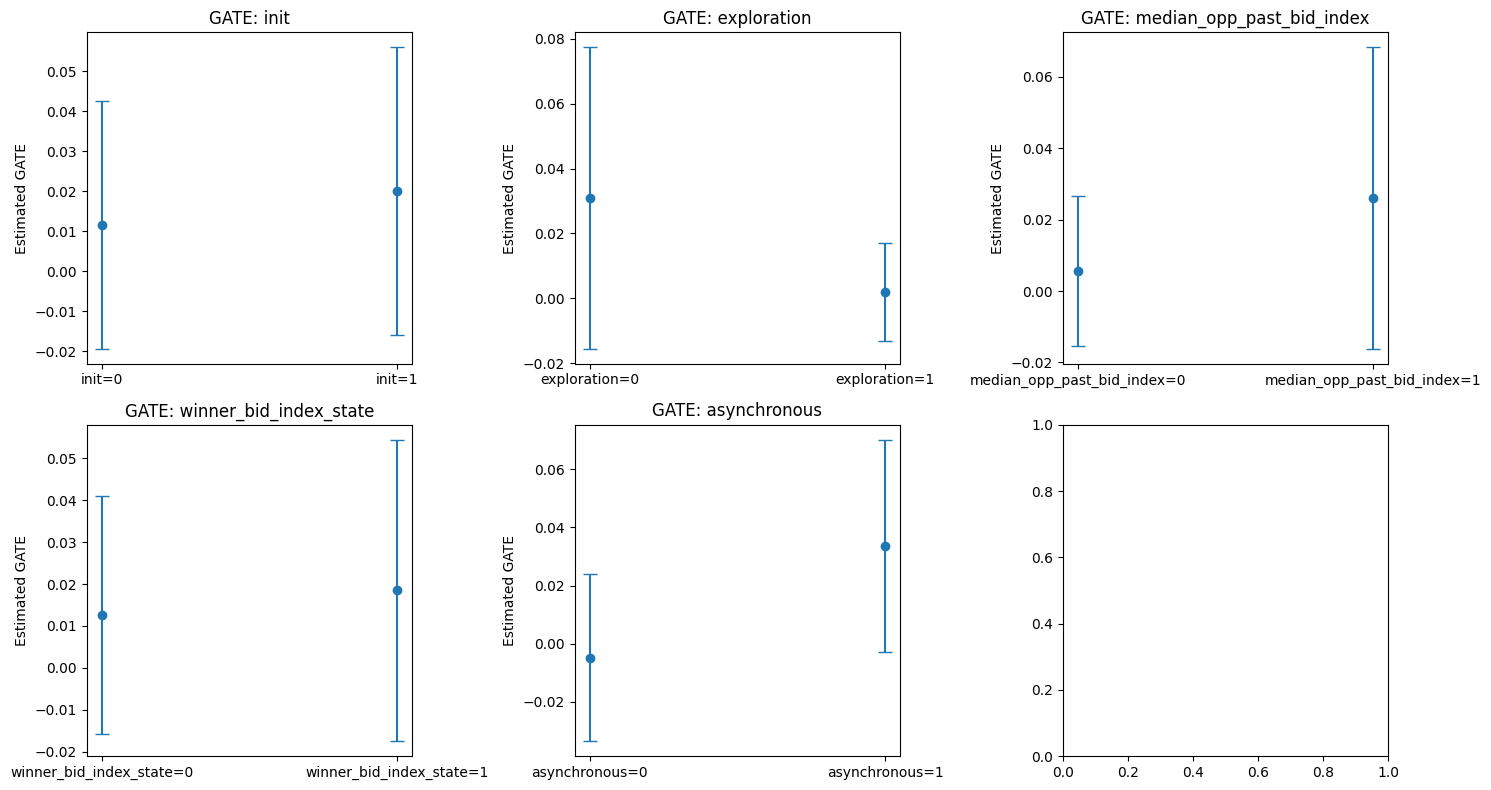 GATE: init
Estimated GATE
0.05
0.04
0.03
0.02
0.01
0.00
−0.01
−0.02
init=0
init=1
GATE: exploration
Estimated GATE
0.08
0.06
0.04
0.02
0.00
−0.02
exploration=0
exploration=1
GATE: median_opp_past_bid_index
Estimated GATE
0.06
0.04
0.02
0.00
−0.02
median_opp_past_bid_index=0
median_opp_past_bid_index=1
GATE: winner_bid_index_state
Estimated GATE
0.05
0.04
0.03
0.02
0.01
0.00
−0.01
−0.02
winner_bid_index_state=0
winner_bid_index_state=1
GATE: asynchronous
Estimated GATE
0.06
0.04
0.02
0.00
−0.02
asynchronous=0
asynchronous=1
1.0
0.8
0.6
0.4
0.2
0.0
0.0
0.2
0.4
0.6
0.8
1.0